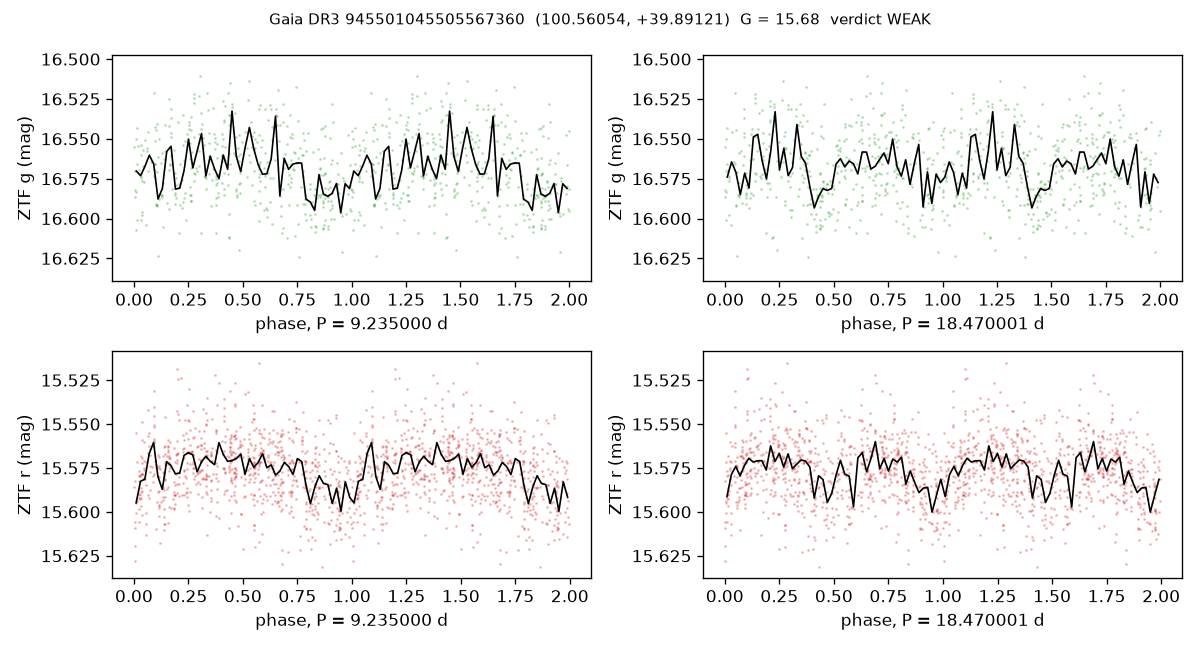 Gaia DR3 945501045505567360  (100.56054, +39.89121)  G = 15.68  verdict WEAK
ZTF g (mag)
16.500
16.525
16.550
16.575
16.600
16.625
0.00 0.25 0.50 0.75 1.00 1.25 1.50 1.75 2.00
phase, P = 9.235000 d
ZTF g (mag)
16.500
16.525
16.550
16.575
16.600
16.625
0.00 0.25 0.50 0.75 1.00 1.25 1.50 1.75 2.00
phase, P = 18.470001 d
ZTF r (mag)
15.525
15.550
15.575
15.600
15.625
0.00 0.25 0.50 0.75 1.00 1.25 1.50 1.75 2.00
phase, P = 9.235000 d
ZTF r (mag)
15.525
15.550
15.575
15.600
15.625
0.00 0.25 0.50 0.75 1.00 1.25 1.50 1.75 2.00
phase, P = 18.470001 d